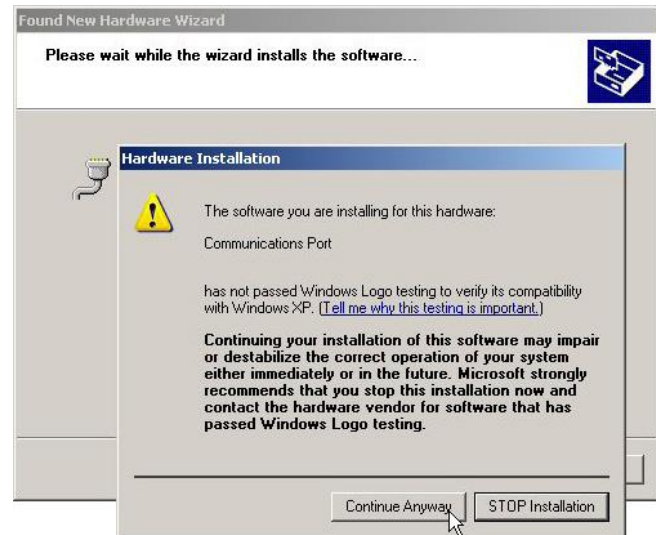 Found New Hardware Wizard
Please wait while the wizard installs the software...
Hardware Installation
The software you are installing for this hardware:
Communications Port
has not passed Windows Logo testing to verify its compatibility
with Windows XP. (Tell me why this testing is important.)
Continuing your installation of this software may impair
or destabilize the correct operation of your system
either immediately or in the future. Microsoft strongly
recommends that you stop this installation now and
contact the hardware vendor for software that has
passed Windows Logo testing.
Continue Anyway
STOP Installation